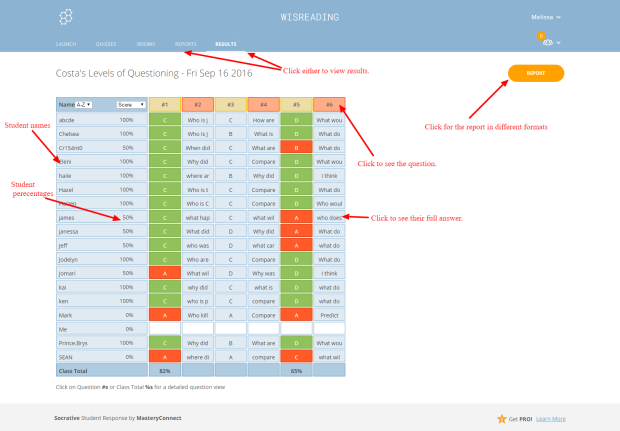 WISREADING
Melissa
LAUNCH QUIZZES ROOMS REPORTS RESULTS
0
Costa's Levels of Questioning - Fri Sep 16 2016
Click either to view results.
REPORT
Name A-Z Score #1 #2 #3 #4 #5 #6
Click for the report in different formats
Student names
abcde 100% C Who is j C How are D What wou
Chelsea 100% C Who is j B What is D What do
Cr1SAntO 50% C When did C What are B What do
Eleni 100% C Why did C Compare D What wou
Click to see the question.
haile 100% C where ar B Why did D I think
Student
perecentages
Hazel 100% C Who is t C Compare D What do
100% C Who is C C Compare D Who woul
james 50% C what hap C what wil A who does
Click to see their full answer.
janessa 50% C What did D Why did A What do
Jeff 50% C who was D what car A what do
Jodelyn 100% C Who are C Compare D What do
jomari 50% A What wil D Why was D I think
kai 100% C why did C what is D what do
ken 100% C who is p C compare D what do
Mark 0% A Who kill A Compare A Predict
Me 0%
Prince.Brys 100% C Why did B What are D What wou
SEAN 0% A where di A compare C what wil
Class Total 82% 65%
Click on Question #s or Class Total %s for a detailed question view
Socrative Student Response by MasteryConnect
Get PRO! Learn More